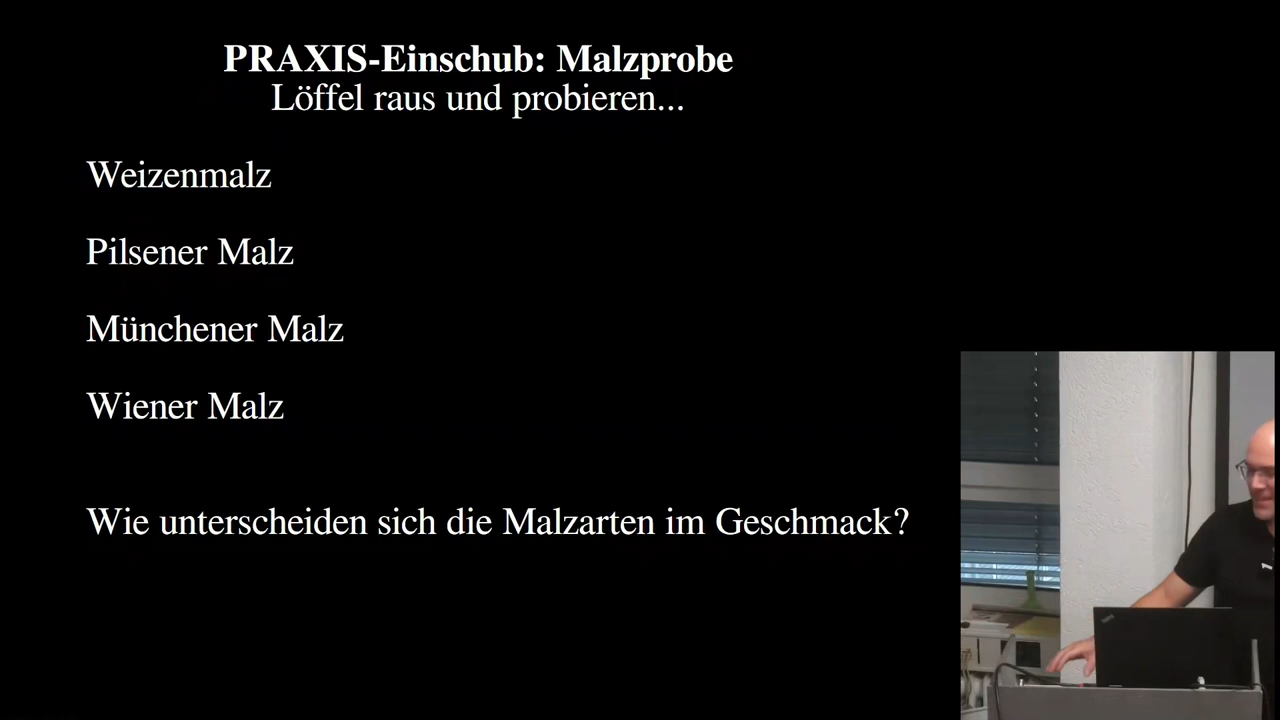 PRAXIS-Einschub: Malzprobe
Löffel raus und probieren...
Weizenmalz
Pilsener Malz
Münchener Malz
Wiener Malz
Wie unterscheiden sich die Malzarten im Geschmack?